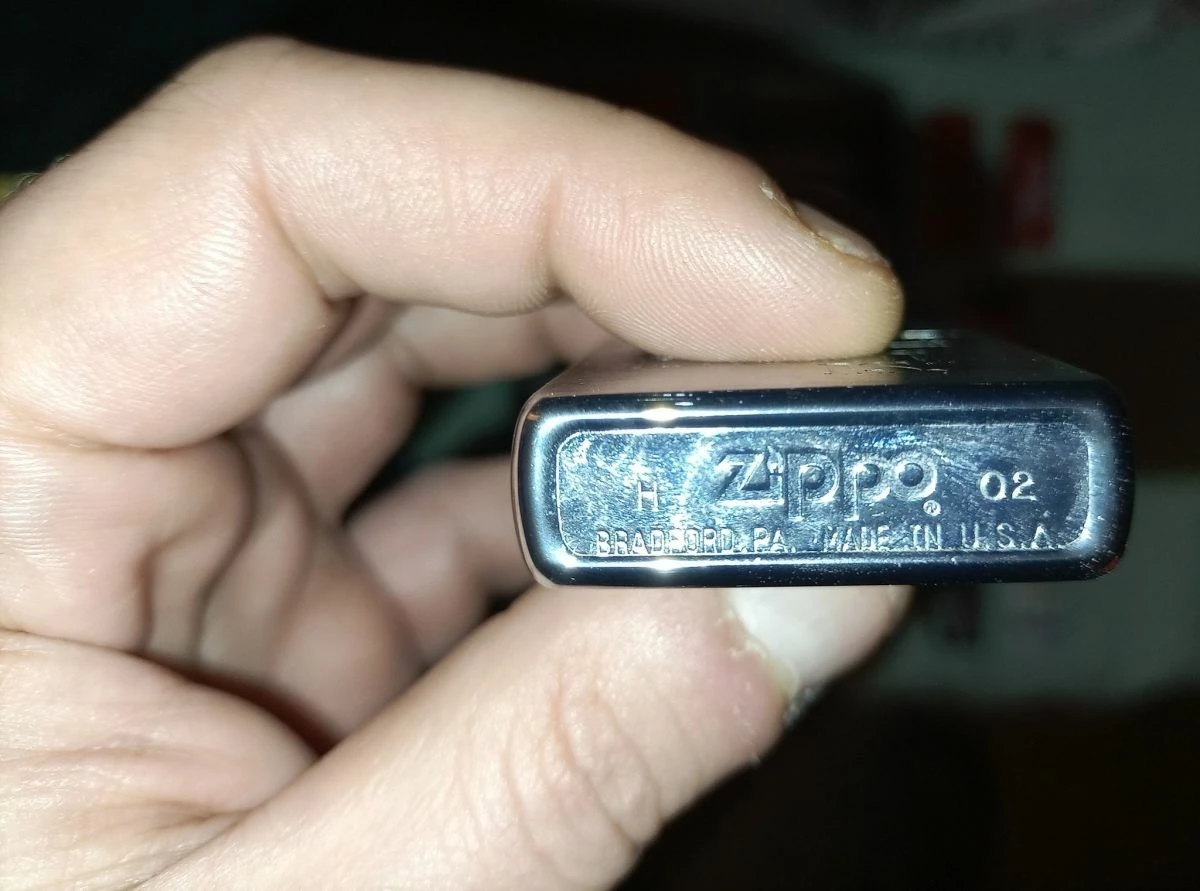 H Zippo® 02
BRADFORD, PA. MADE IN U.S.A.